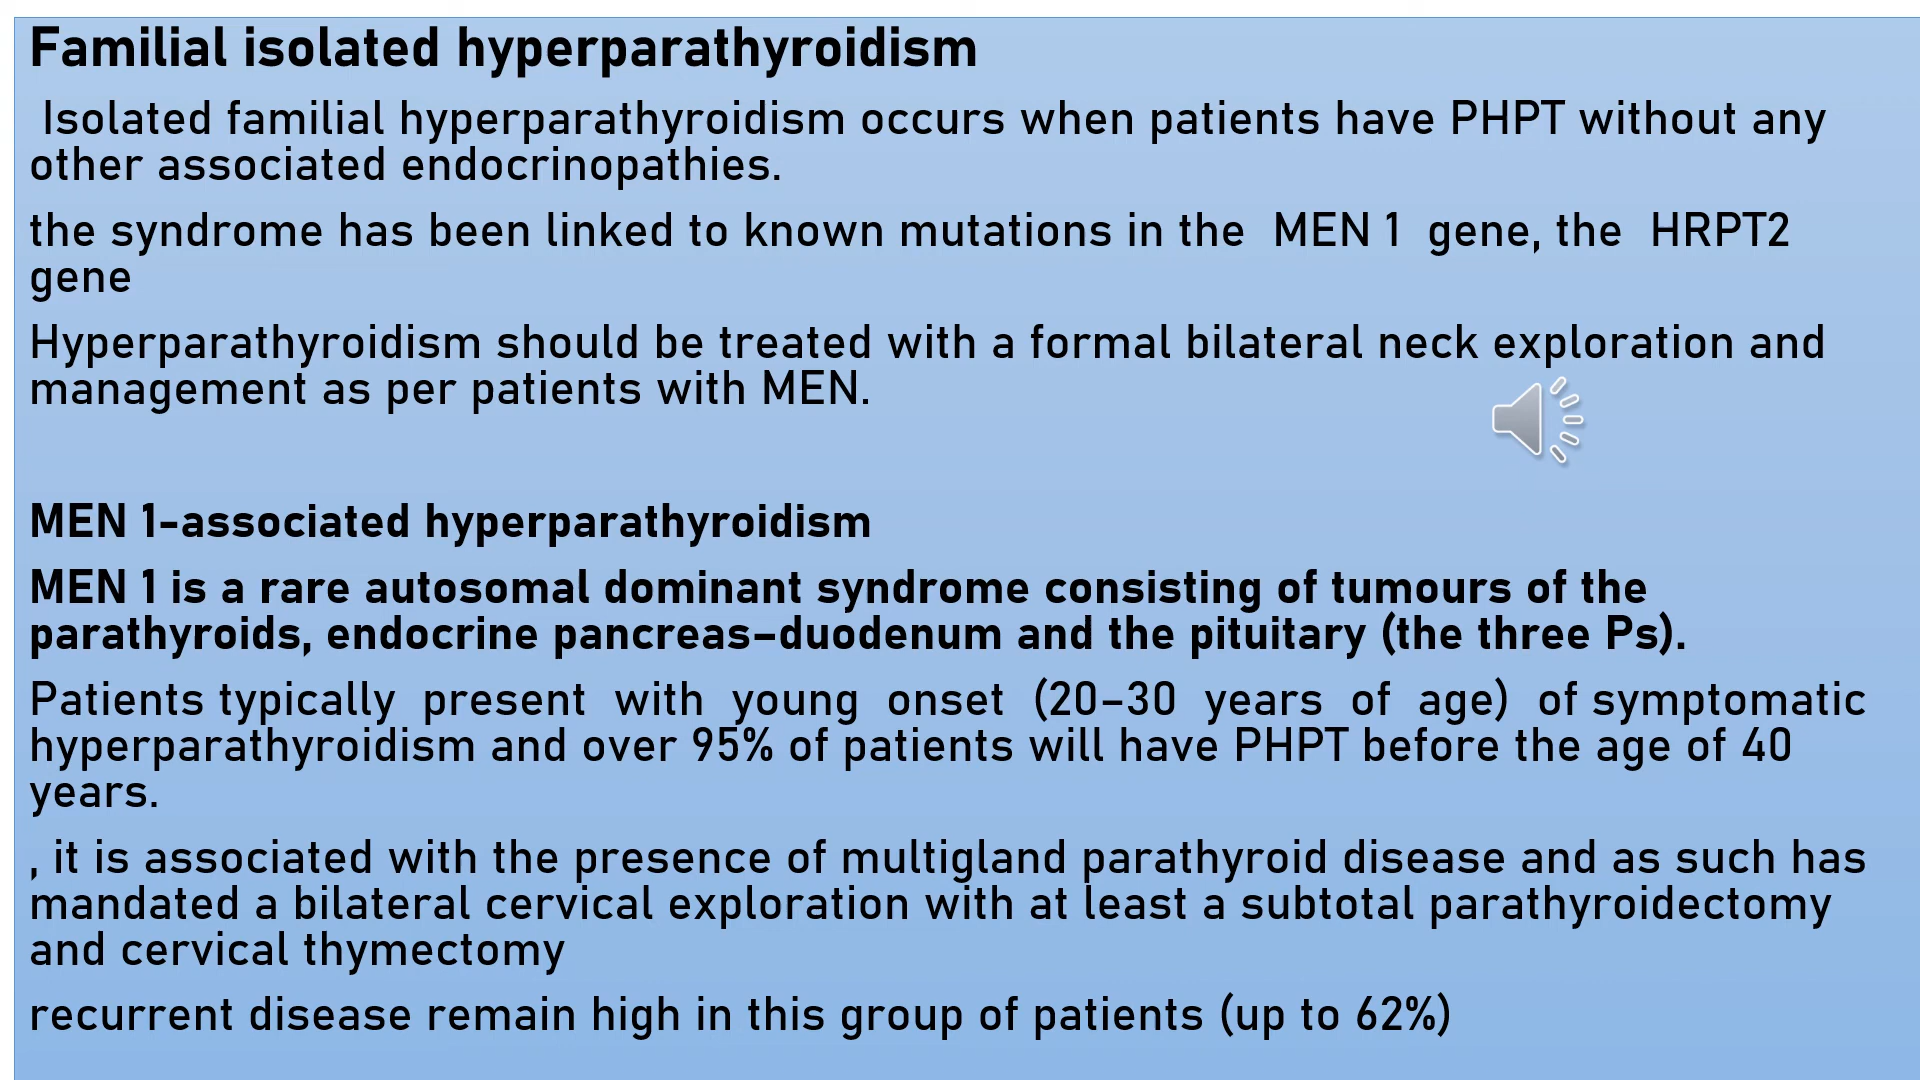 Familial isolated hyperparathyroidism
Isolated familial hyperparathyroidism occurs when patients have PHPT without any
other associated endocrinopathies.
the syndrome has been linked to known mutations in the MEN 1 gene, the HRPT2
gene
Hyperparathyroidism should be treated with a formal bilateral neck exploration and
management as per patients with MEN.
MEN 1-associated hyperparathyroidism
MEN 1 is a rare autosomal dominant syndrome consisting of tumours of the
parathyroids, endocrine pancreas–duodenum and the pituitary (the three Ps).
Patients typically present with young onset (20–30 years of age) of symptomatic
hyperparathyroidism and over 95% of patients will have PHPT before the age of 40
years.
, it is associated with the presence of multigland parathyroid disease and as such has
mandated a bilateral cervical exploration with at least a subtotal parathyroidectomy
and cervical thymectomy
recurrent disease remain high in this group of patients (up to 62%)